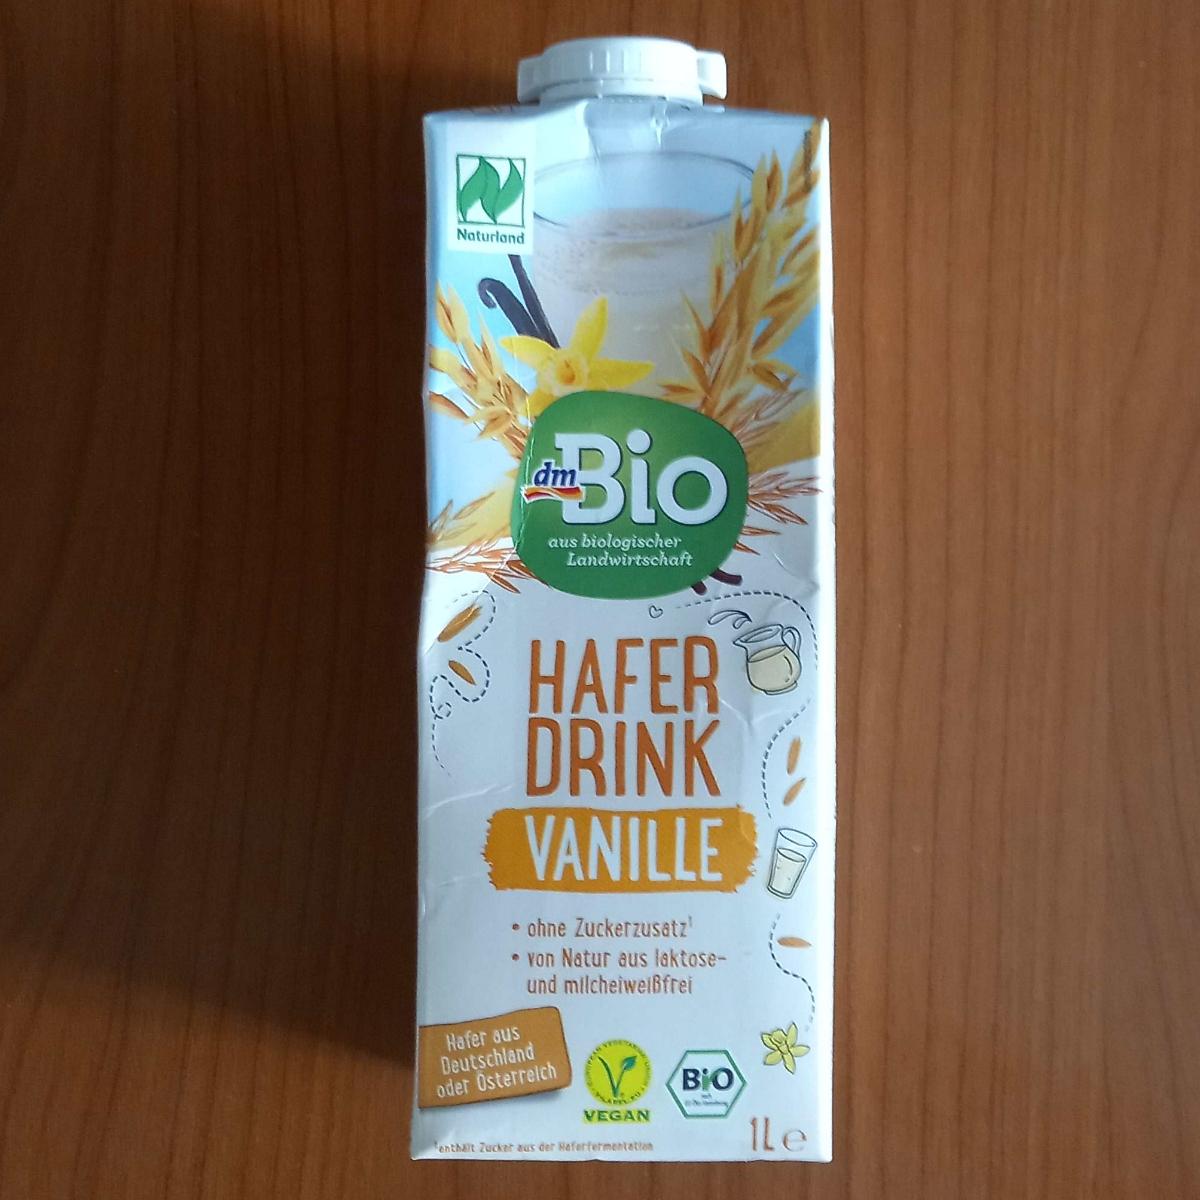 Naturland
dm Bio
aus biologischer
Landwirtschaft
HAFER
DRINK
VANILLE
• ohne Zuckerzusatz¹
• von Natur aus laktose-
und milcheiweißfrei
Hafer aus
Deutschland
oder Österreich
VEGAN
BIO
1L e
¹enthält Zucker aus der Haferfermentation